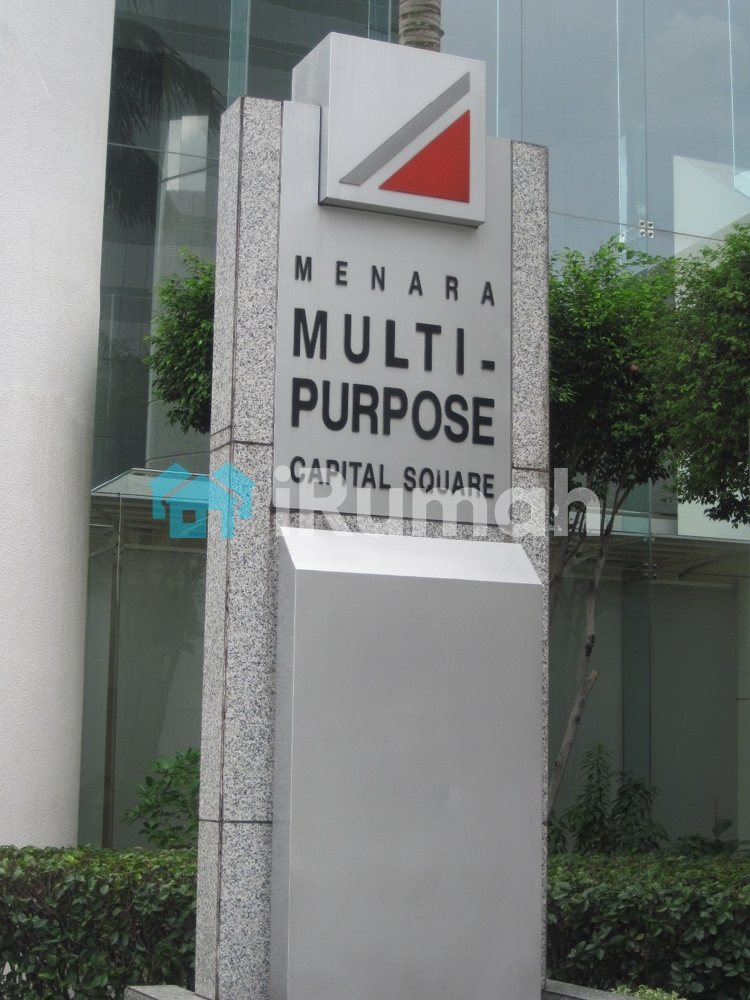 MENARA
MULTI-
PURPOSE
CAPITAL SQUARE
iRumah